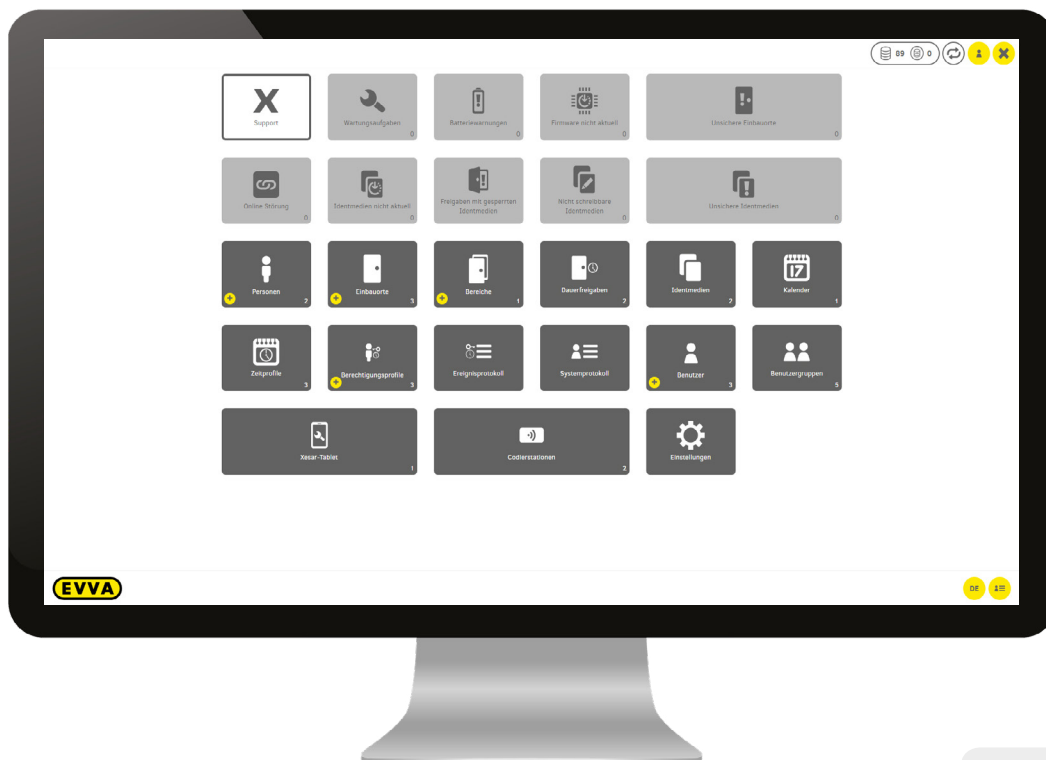 89 0
X
Support
Wartungsaufgaben
0
Batteriewarnungen
0
Firmware nicht aktuell
0
Unsichere Einbauorte
0
Online Störung
0
Identmedien nicht aktuell
0
Freigaben mit gesperrten
Identmedien
0
Nicht schreibbare
Identmedien
0
Unsichere Identmedien
0
Personen
2
Einbauorte
3
Bereiche
1
Dauerfreigaben
2
Identmedien
2
17
Kalender
1
Zeitprofile
3
Berechtigungsprofile
3
Ereignisprotokoll
Systemprotokoll
Benutzer
3
Benutzergruppen
5
Xesar-Tablet
1
Codierstationen
2
Einstellungen
EVVA
DE